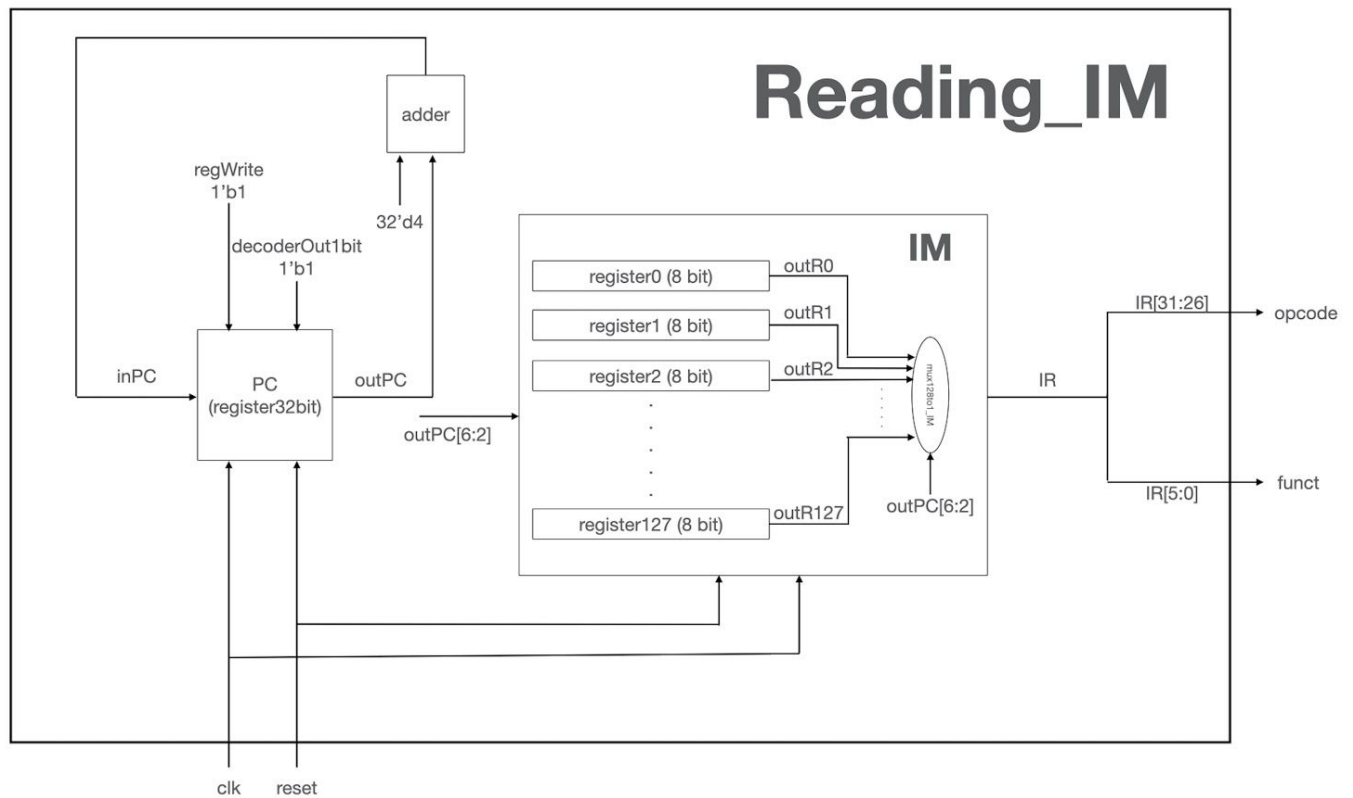 Reading_IM
adder
regWrite
1'b1
32'd4
decoderOut1bit
1'b1
IM
register0 (8 bit)
outR0
register1 (8 bit)
outR1
register2 (8 bit)
outR2
mux128to1_IM
register127 (8 bit)
outR127
outPC[6:2]
inPC
PC
(register32bit)
outPC
outPC[6:2]
IR
IR[31:26]
opcode
IR[5:0]
funct
clk
reset